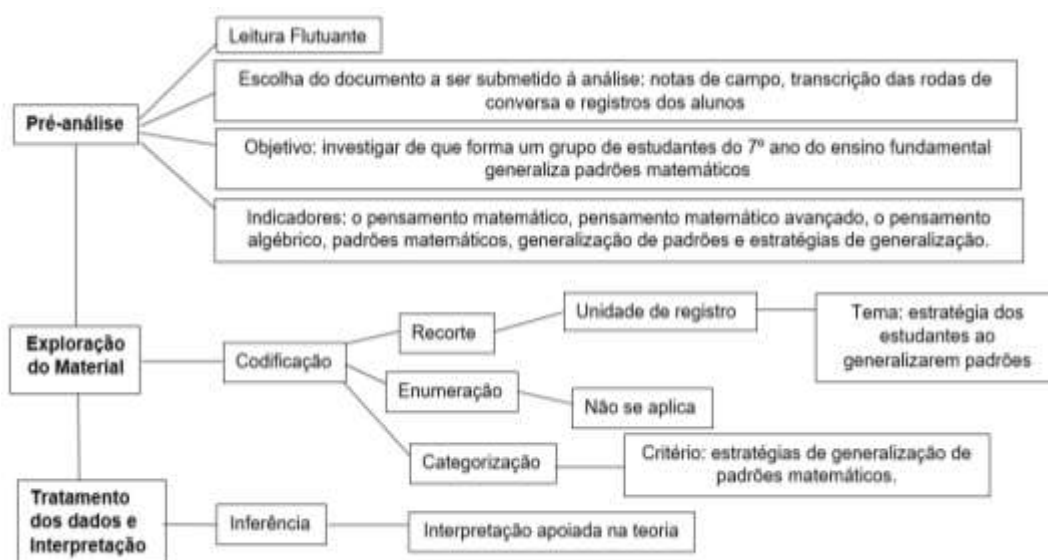 Leitura Flutuante
Escolha do documento a ser submetido á análise: notas de campo, transcrição das rodas de
conversa e registros dos alunos
Pré-análise
Objetivo: investigar de que forma um grupo de estudantes do 7º ano do ensino fundamental
generaliza padrões matemáticos
Indicadores: o pensamento matemático, pensamento matemático avançado, o pensamento
algébrico, padrões matemáticos, generalização de padrões e estratégias de generalização.
Exploração
do Material
Codificação
Recorte
Unidade de registro
Tema: estratégia dos
estudantes ao
generalizarem padrões
Enumeração
Não se aplica
Categorização
Critério: estratégias de generalização de
padrões matemáticos.
Tratamento
dos dados e
Interpretação
Inferência
Interpretação apoiada na teoria